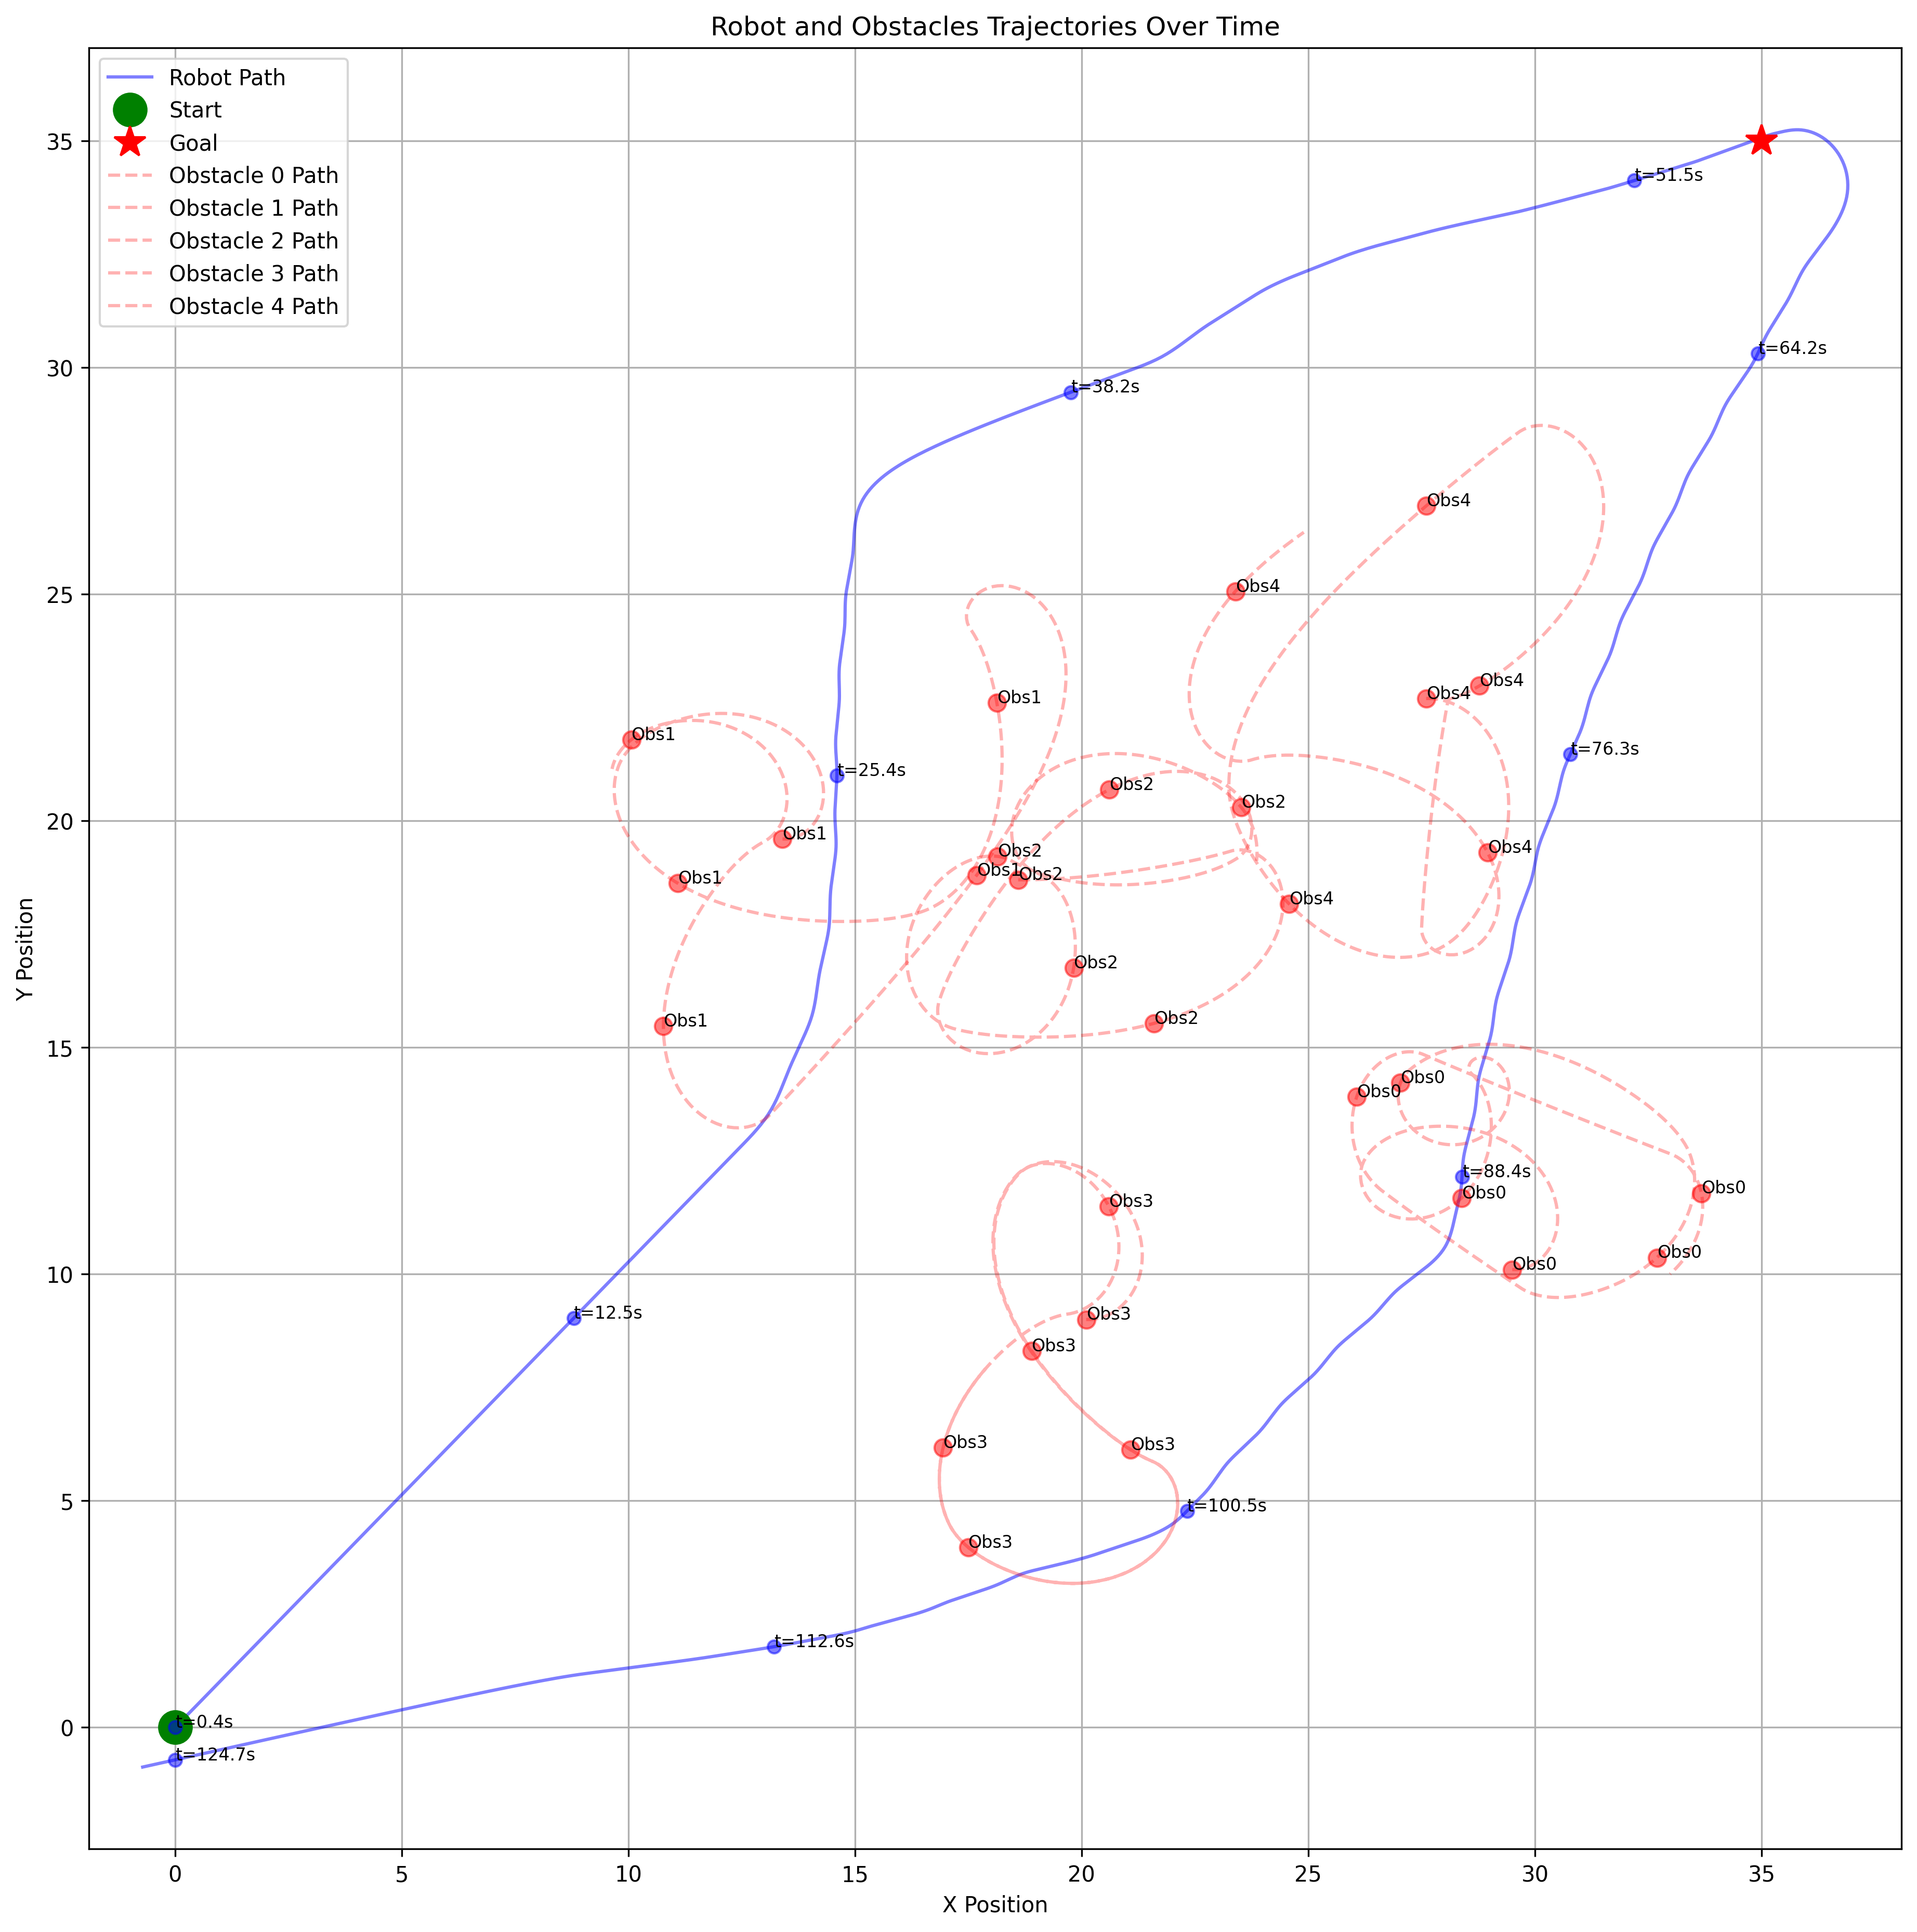 Robot and Obstacles Trajectories Over Time
Robot Path
Start
Goal
Obstacle 0 Path
Obstacle 1 Path
Obstacle 2 Path
Obstacle 3 Path
Obstacle 4 Path
35
30
25
20
15
10
5
0
Y Position
t=51.5s
t=64.2s
t=38.2s
Obs4
Obs4
Obs4
Obs4
Obs1
Obs1
t=25.4s
t=76.3s
Obs2
Obs2
Obs1
Obs4
Obs2
Obs1
Obs2
Obs1
Obs4
Obs2
Obs2
Obs1
Obs0
Obs0
t=88.4s
Obs0
Obs0
Obs3
Obs0
Obs0
t=12.5s
Obs3
Obs3
Obs3
Obs3
t=100.5s
Obs3
t=112.6s
t=0.4s
t=124.7s
0
5
10
15
20
25
30
35
X Position